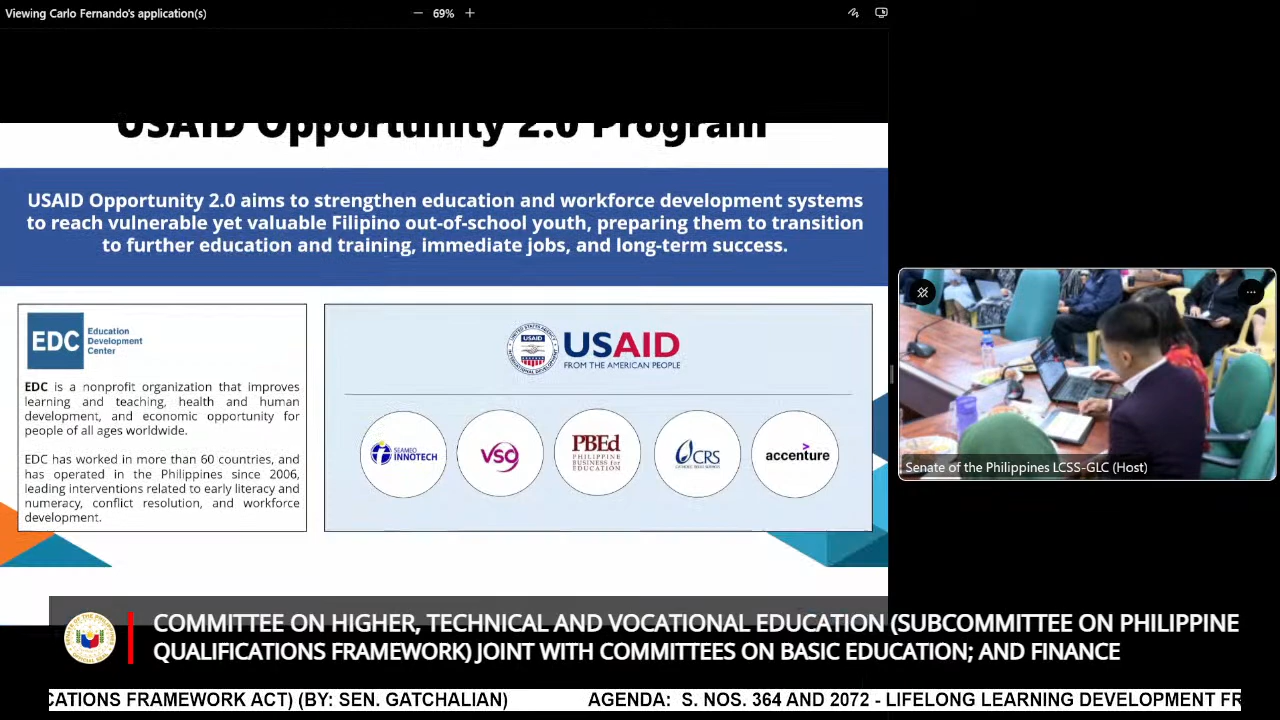 Viewing Carlo Fernando's application(s)
69%
USAID Opportunity 2.0 Program
USAID Opportunity 2.0 aims to strengthen education and workforce development systems
to reach vulnerable yet valuable Filipino out-of-school youth, preparing them to transition
to further education and training, immediate jobs, and long-term success.
EDC
Education
Development
Center
EDC is a nonprofit organization that improves
learning and teaching, health and human
development, and economic opportunity for
people of all ages worldwide.
EDC has worked in more than 60 countries, and
has operated in the Philippines since 2006,
leading interventions related to early literacy and
numeracy, conflict resolution, and workforce
development.
USAID
USAID
FROM THE AMERICAN PEOPLE
SEAMEO
INNOTECH
VSO
PBEd
PHILIPPINE
BUSINESS for
EDUCATION
CRS
accenture
Senate of the Philippines LCSS-GLC (Host)
COMMITTEE ON HIGHER, TECHNICAL AND VOCATIONAL EDUCATION (SUBCOMMITTEE ON PHILIPPINE
QUALIFICATIONS FRAMEWORK) JOINT WITH COMMITTEES ON BASIC EDUCATION; AND FINANCE
CATIONS FRAMEWORK ACT) (BY: SEN. GATCHALIAN) AGENDA: S. NOS. 364 AND 2072 - LIFELONG LEARNING DEVELOPMENT FR